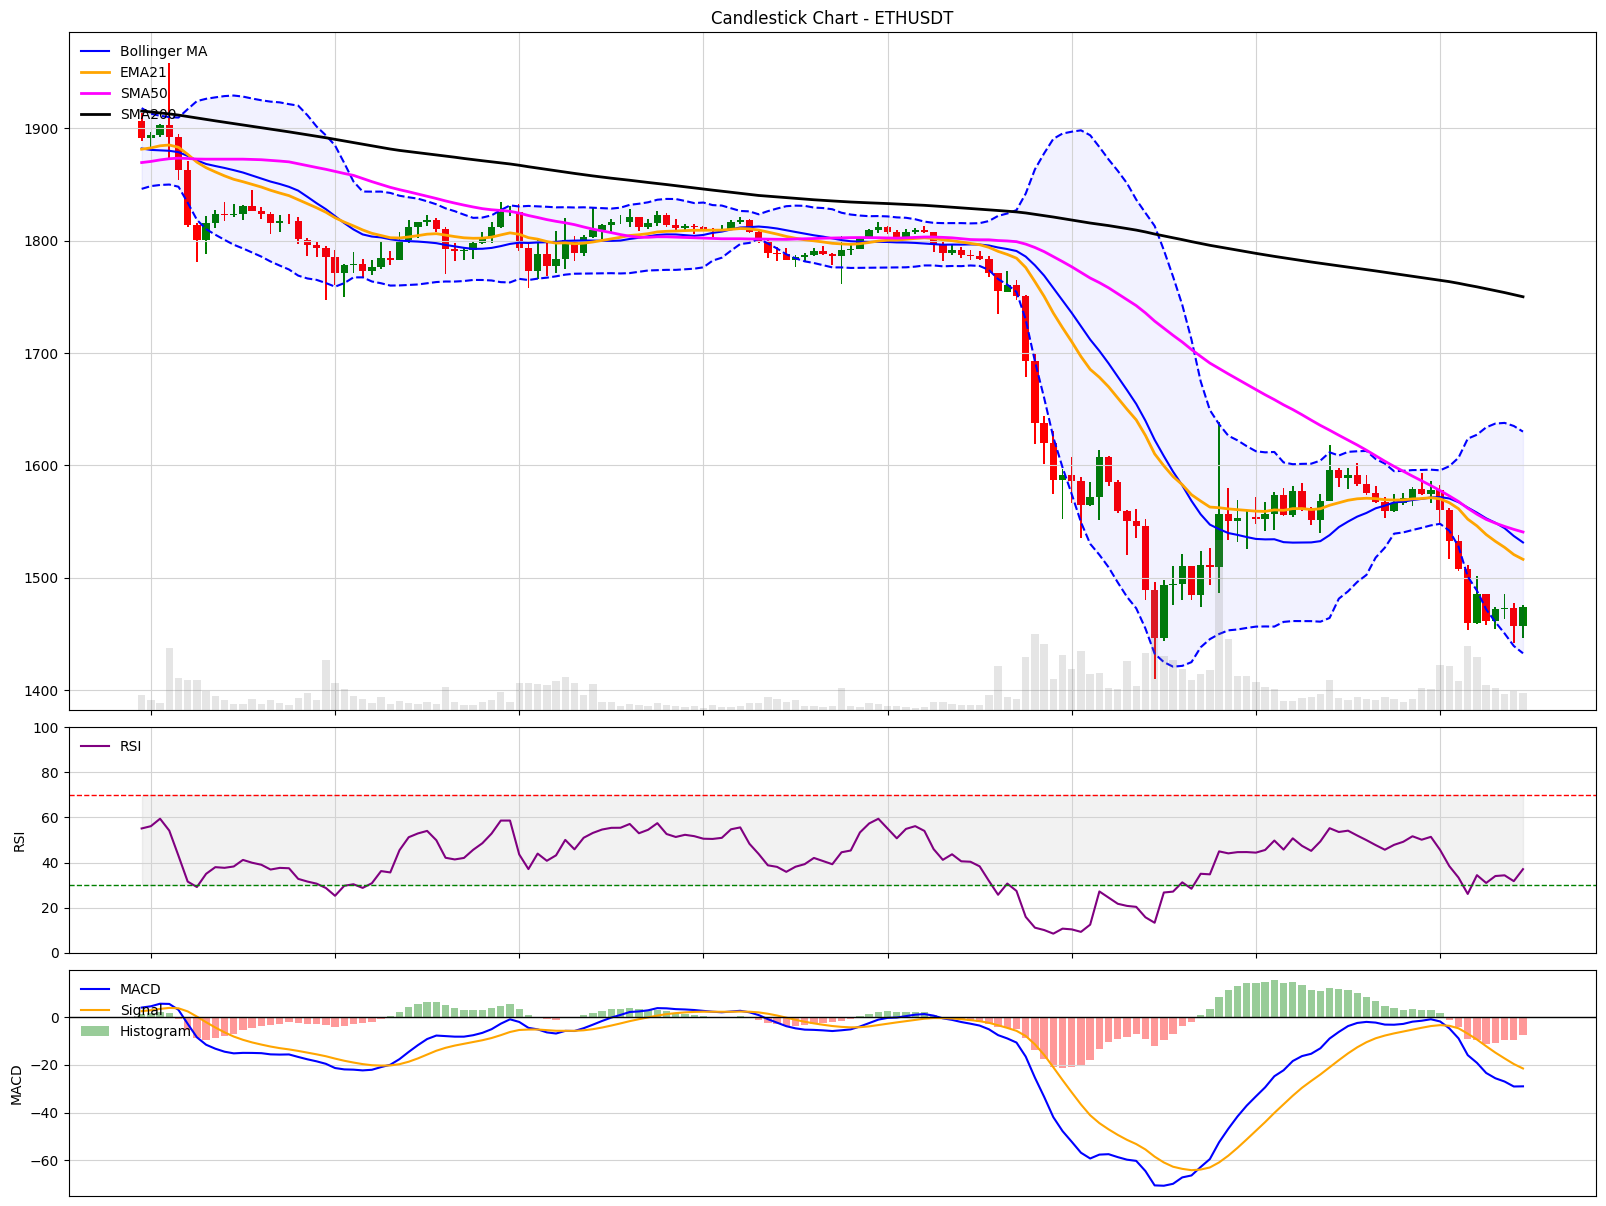 Candlestick Chart - ETHUSDT
Bollinger MA
EMA21
SMA50
SMA200
1900
1800
1700
1600
1500
1400
100
80
60
40
20
0
RSI
RSI
0
−20
−40
−60
MACD
MACD
Signal
Histogram